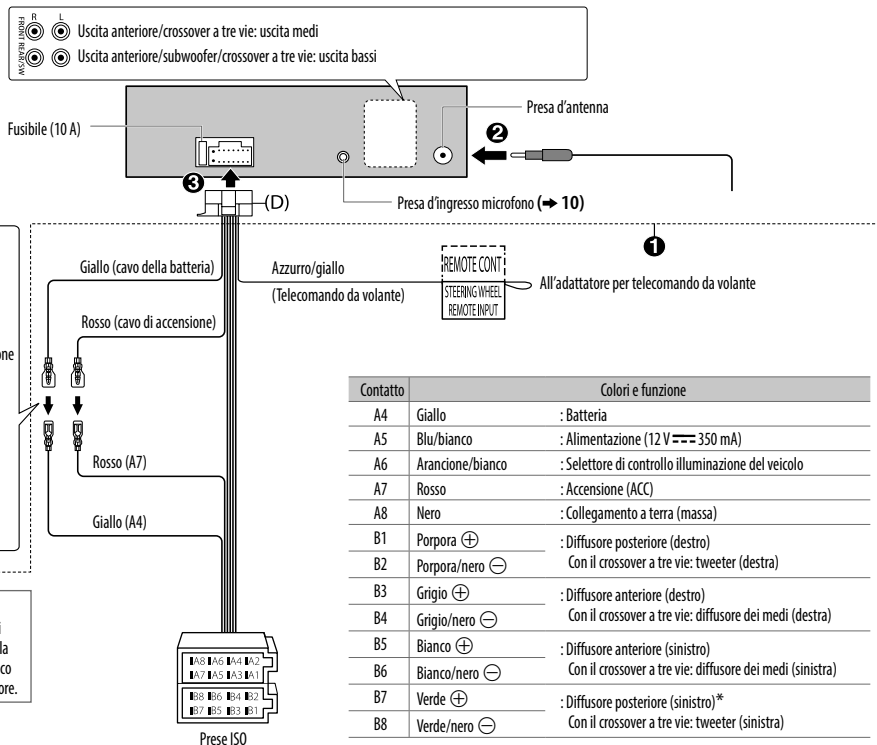 R L
FRONT
REAR/SW
Uscita anteriore/crossover a tre vie: uscita medi
Uscita anteriore/subwoofer/crossover a tre vie: uscita bassi
Presa d'antenna
Fusibile (10 A)
2
3
(D)
Presa d'ingresso microfono (➜ 10)
1
Giallo (cavo della batteria)
Azzurro/giallo
(Telecomando da volante)
REMOTE CONT
STEERING WHEEL
REMOTE INPUT
All'adattatore per telecomando da volante
Rosso (cavo di accensione)
one
Rosso (A7)
Giallo (A4)
i
la
co
ore.
A8 A6 A4 A2
A7 A5 A3 A1
B8 B6 B4 B2
B7 B5 B3 B1
Prese ISO
Contatto Colori e funzione
A4 Giallo : Batteria
A5 Blu/bianco : Alimentazione (12 V ⎓ 350 mA)
A6 Arancione/bianco : Selettore di controllo illuminazione del veicolo
A7 Rosso : Accensione (ACC)
A8 Nero : Collegamento a terra (massa)
B1 Porpora ⊕ : Diffusore posteriore (destro)
B2 Porpora/nero ⊖ Con il crossover a tre vie: tweeter (destra)
B3 Grigio ⊕ : Diffusore anteriore (destro)
B4 Grigio/nero ⊖ Con il crossover a tre vie: diffusore dei medi (destra)
B5 Bianco ⊕ : Diffusore anteriore (sinistro)
B6 Bianco/nero ⊖ Con il crossover a tre vie: diffusore dei medi (sinistra)
B7 Verde ⊕ : Diffusore posteriore (sinistro)*
B8 Verde/nero ⊖ Con il crossover a tre vie: tweeter (sinistra)